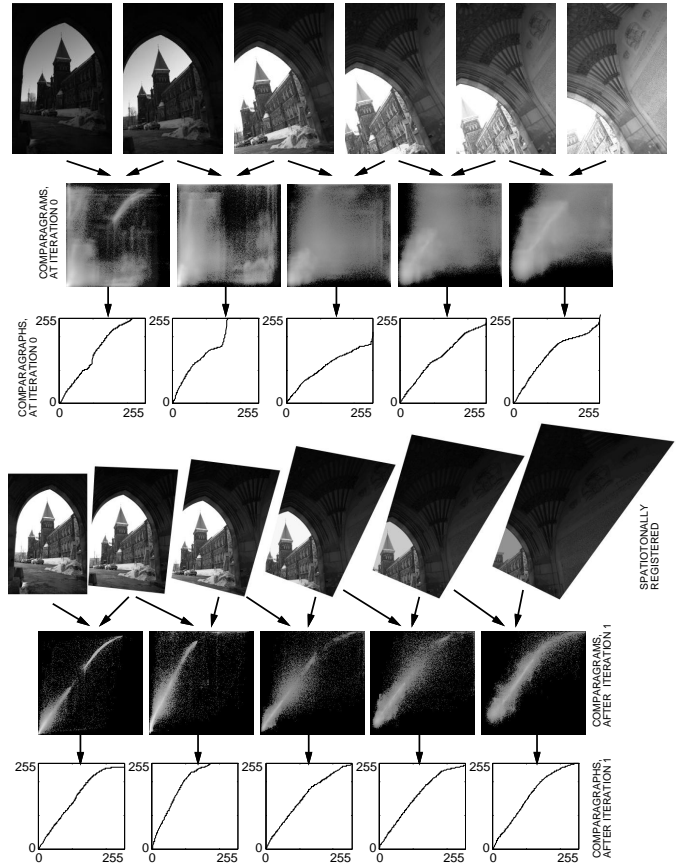 COMPARAGRAMS,
AT ITERATION 0
COMPARAGRAPHS,
AT ITERATION 0
255 255 255 255 255
0 0 0 0 0
0 255 0 255 0 255 0 255 0 255
SPATIOTONALLY
REGISTERED
COMPARAGRAMS,
AFTER ITERATION 1
COMPARAGRAPHS,
AFTER ITERATION 1
255 255 255 255 255
0 0 0 0 0
0 255 0 255 0 255 0 255 0 255